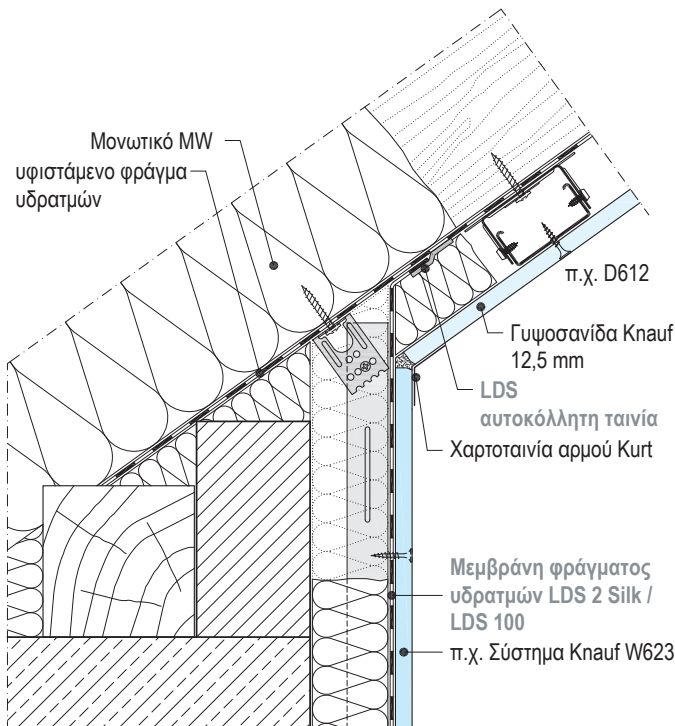 Μονωτικό MW
υφιστάμενο φράγμα
υδρατμών
π.χ. D612
Γυψοσανίδα Knauf
12,5 mm
LDS
αυτοκόλλητη ταινία
Χαρτοταινία αρμού Kurt
Μεμβράνη φράγματος
υδρατμών LDS 2 Silk /
LDS 100
π.χ. Σύστημα Knauf W623